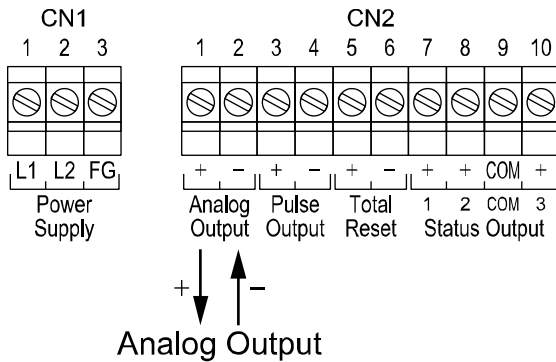 CN1 CN2
1 2 3 1 2 3 4 5 6 7 8 9 10
L1 L2 FG + − + − + − + + COM +
Power Supply
Analog Output
Pulse Output
Total Reset
1 2 COM 3
Status Output
+ −
Analog Output